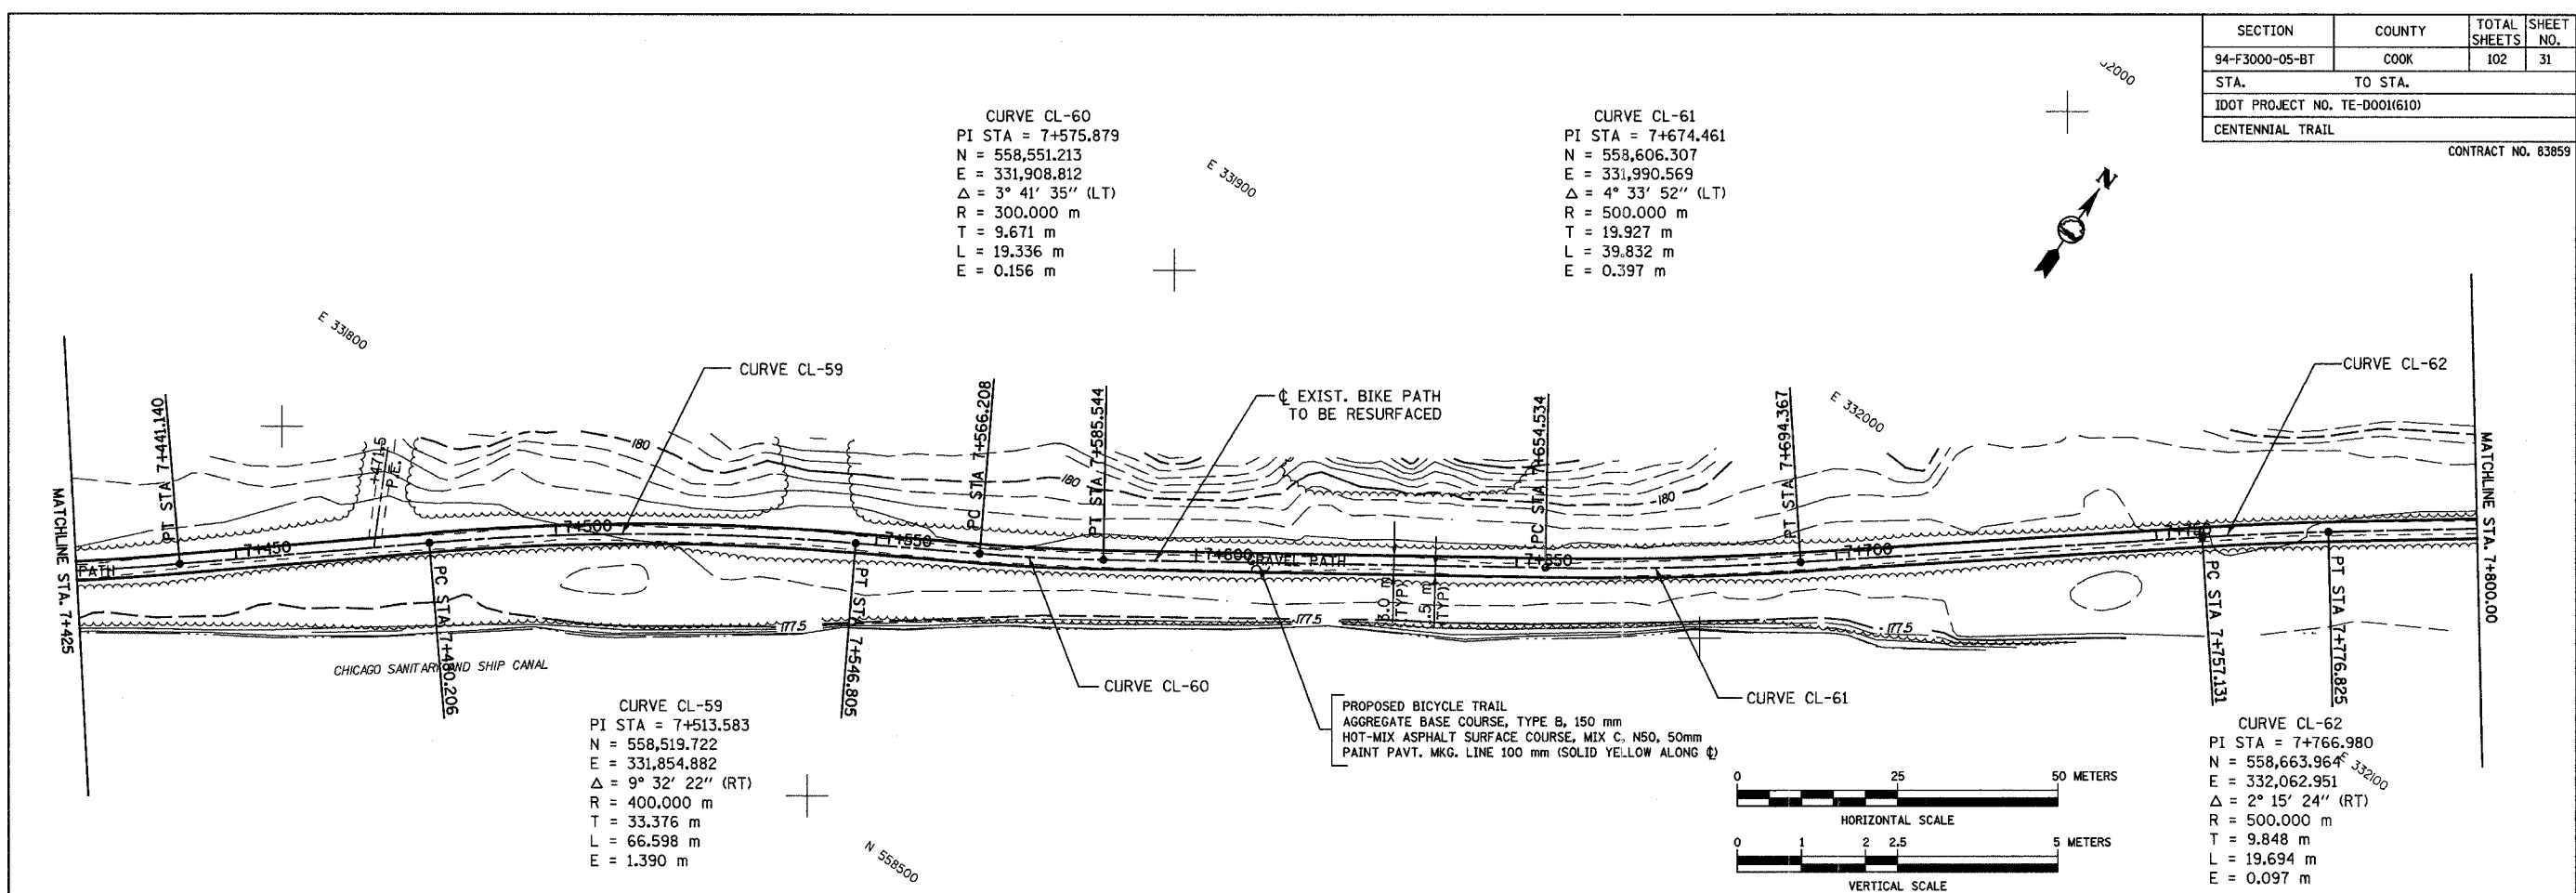 SECTION COUNTY TOTAL SHEETS SHEET NO.
94-F3000-05-BT COOK 102 31
STA. TO STA.
IDOT PROJECT NO. TE-D001(610)
CENTENNIAL TRAIL
CONTRACT NO. 83859
CURVE CL-60
PI STA = 7+575.879
N = 558,551.213
E = 331,908.812
Δ = 3° 41' 35" (LT)
R = 300.000 m
T = 9.671 m
L = 19.336 m
E = 0.156 m
CURVE CL-61
PI STA = 7+674.461
N = 558,606.307
E = 331,990.569
Δ = 4° 33' 52" (LT)
R = 500.000 m
T = 19.927 m
L = 39.832 m
E = 0.397 m
E 331900
N
E 331800
E 332000
CURVE CL-59
℄ EXIST. BIKE PATH
TO BE RESURFACED
CURVE CL-62
MATCHLINE STA. 7+425
PT STA 7+441.140
+471.5
P.E.
180
PC STA 7+566.208
PT STA 7+585.544
180
PC STA 7+654.534
180
PT STA 7+694.367
MATCHLINE STA. 7+800.00
PATH
7+450
7+500
7+550
7+600
GRAVEL PATH
7+650
7+700
7+750
PC STA 7+480.206
PT STA 7+546.805
3.0 m
(TYP)
(TYP)
PC STA 7+757.131
PT STA 7+776.825
177.5
177.5
177.5
CHICAGO SANITARY AND SHIP CANAL
CURVE CL-60
CURVE CL-61
PROPOSED BICYCLE TRAIL
AGGREGATE BASE COURSE, TYPE B, 150 mm
HOT-MIX ASPHALT SURFACE COURSE, MIX C, N50, 50mm
PAINT PAVT. MKG. LINE 100 mm (SOLID YELLOW ALONG ℄)
CURVE CL-59
PI STA = 7+513.583
N = 558,519.722
E = 331,854.882
Δ = 9° 32' 22" (RT)
R = 400.000 m
T = 33.376 m
L = 66.598 m
E = 1.390 m
N 558500
0 25 50 METERS
HORIZONTAL SCALE
0 1 2 2.5 5 METERS
VERTICAL SCALE
CURVE CL-62
PI STA = 7+766.980
N = 558,663.964
E = 332,062.951
Δ = 2° 15' 24" (RT)
R = 500.000 m
T = 9.848 m
L = 19.694 m
E = 0.097 m
E 332100